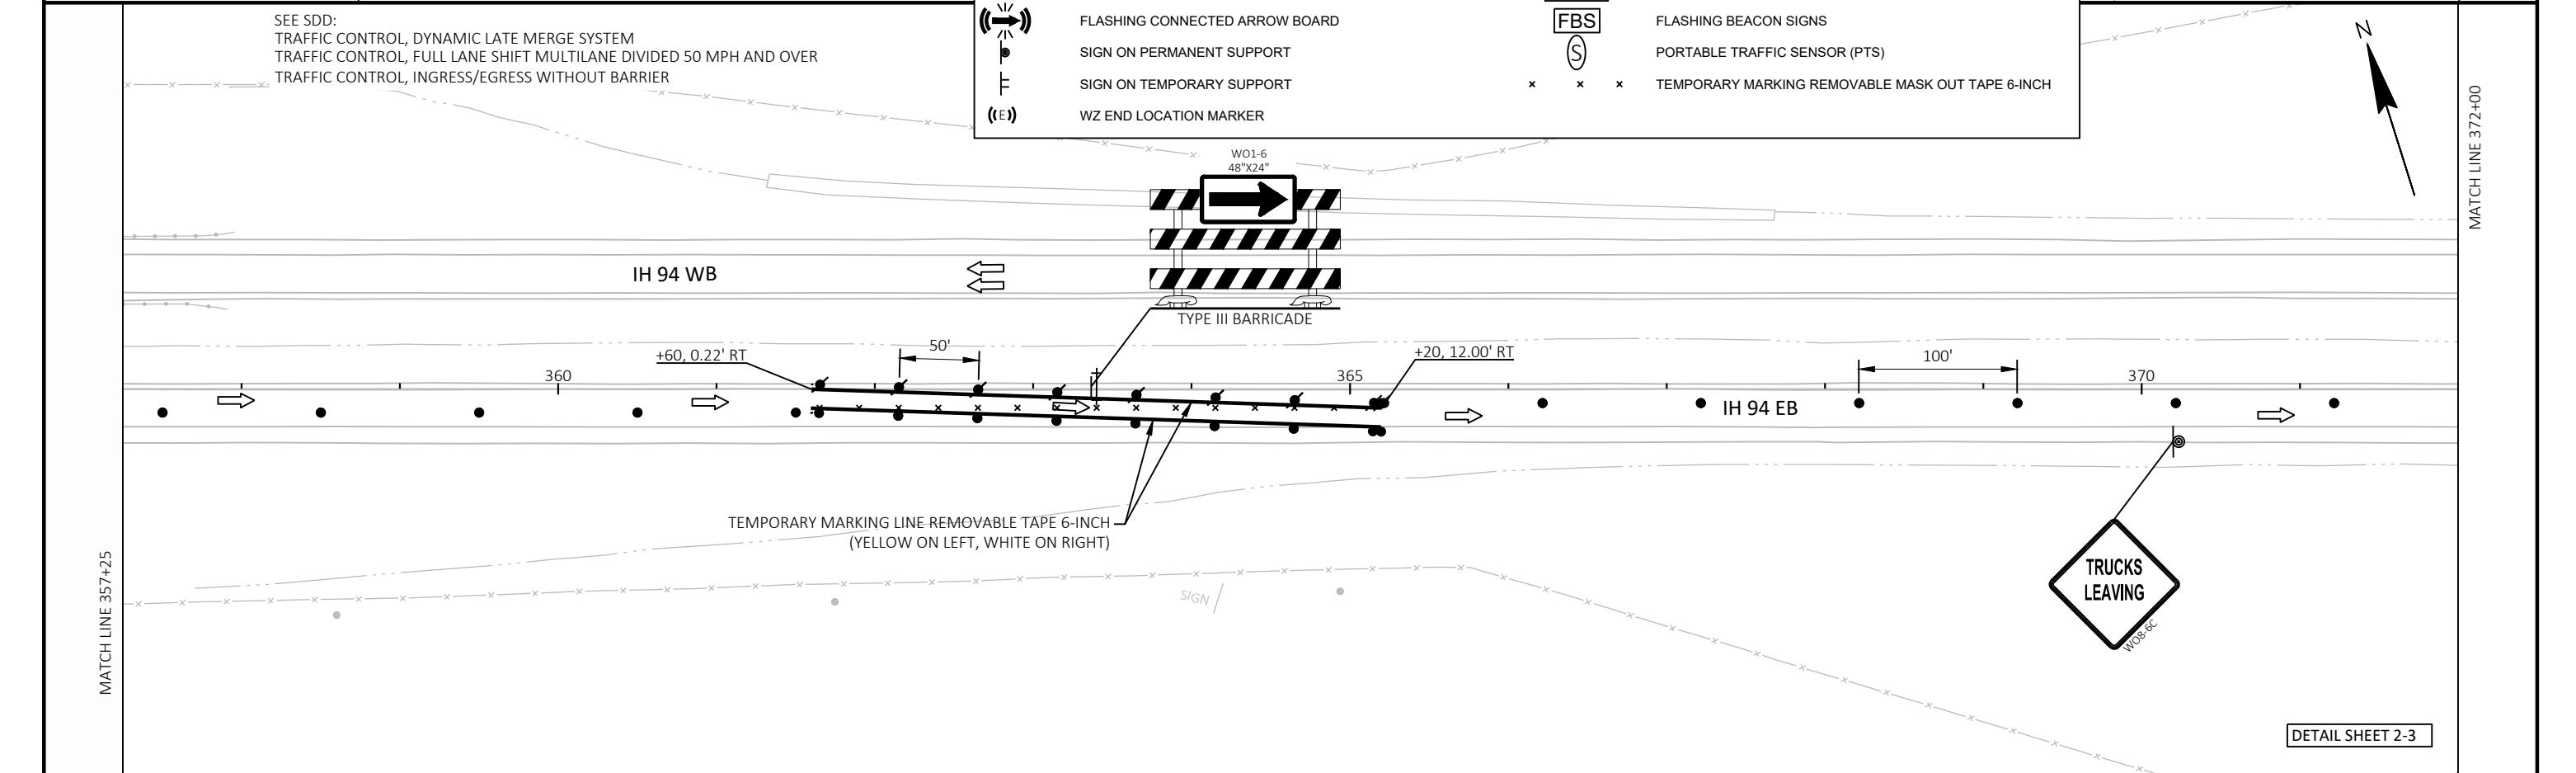 SEE SDD:
TRAFFIC CONTROL, DYNAMIC LATE MERGE SYSTEM
TRAFFIC CONTROL, FULL LANE SHIFT MULTILANE DIVIDED 50 MPH AND OVER
TRAFFIC CONTROL, INGRESS/EGRESS WITHOUT BARRIER
FLASHING CONNECTED ARROW BOARD
SIGN ON PERMANENT SUPPORT
SIGN ON TEMPORARY SUPPORT
(E) WZ END LOCATION MARKER
FBS FLASHING BEACON SIGNS
S PORTABLE TRAFFIC SENSOR (PTS)
TEMPORARY MARKING REMOVABLE MASK OUT TAPE 6-INCH
N
MATCH LINE 372+00
WO1-6
48"X24"
IH 94 WB
TYPE III BARRICADE
+60, 0.22' RT
50'
+20, 12.00' RT
100'
360
365
370
IH 94 EB
TEMPORARY MARKING LINE REMOVABLE TAPE 6-INCH
(YELLOW ON LEFT, WHITE ON RIGHT)
MATCH LINE 357+25
SIGN
TRUCKS
LEAVING
WO8-6C
DETAIL SHEET 2-3